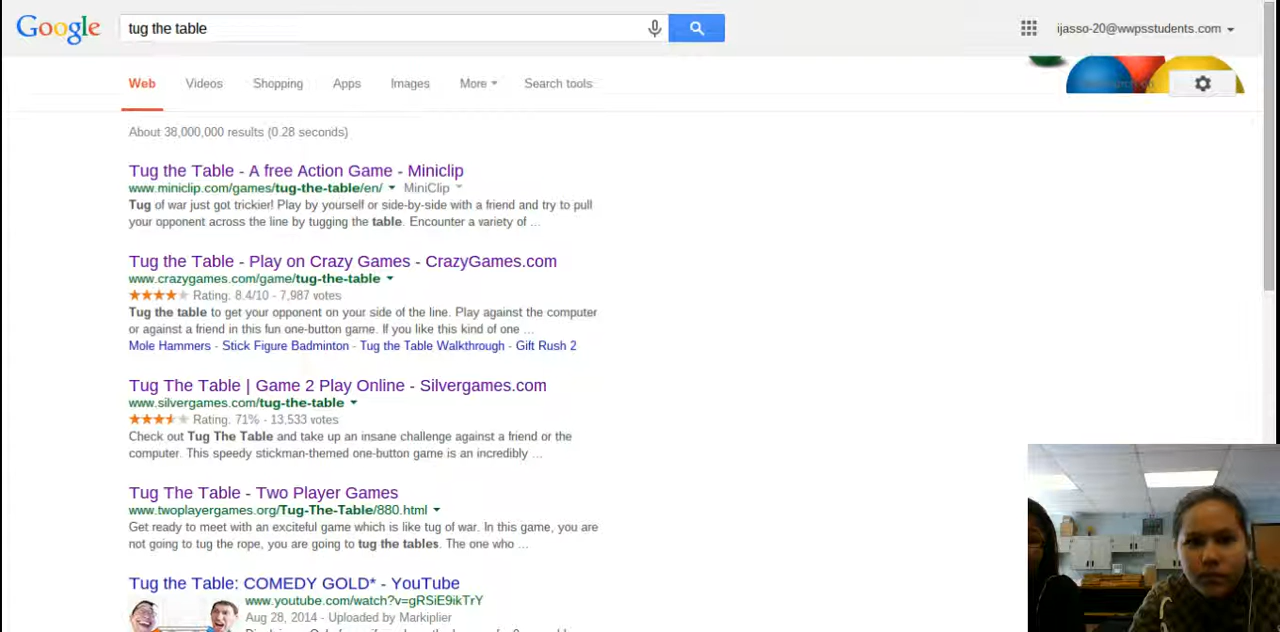 Google tug the table ijasso-20@wwpsstudents.com
Web Videos Shopping Apps Images More Search tools
About 38,000,000 results (0.28 seconds)
Tug the Table - A free Action Game - Miniclip
www.miniclip.com/games/tug-the-table/en/ MiniClip
Tug of war just got trickier! Play by yourself or side-by-side with a friend and try to pull
your opponent across the line by tugging the table. Encounter a variety of ...
Tug the Table - Play on Crazy Games - CrazyGames.com
www.crazygames.com/game/tug-the-table
Rating. 8.4/10 - 7,987 votes
Tug the table to get your opponent on your side of the line. Play against the computer
or against a friend in this fun one-button game. If you like this kind of one ...
Mole Hammers - Stick Figure Badminton - Tug the Table Walkthrough - Gift Rush 2
Tug The Table | Game 2 Play Online - Silvergames.com
www.silvergames.com/tug-the-table
Rating. 71% - 13,533 votes
Check out Tug The Table and take up an insane challenge against a friend or the
computer. This speedy stickman-themed one-button game is an incredibly ...
Tug The Table - Two Player Games
www.twoplayergames.org/Tug-The-Table/880.html
Get ready to meet with an exciteful game which is like tug of war. In this game, you are
not going to tug the rope, you are going to tug the tables. The one who ...
Tug the Table: COMEDY GOLD* - YouTube
www.youtube.com/watch?v=gRSiE9ikTrY
Aug 28, 2014 - Uploaded by Markiplier